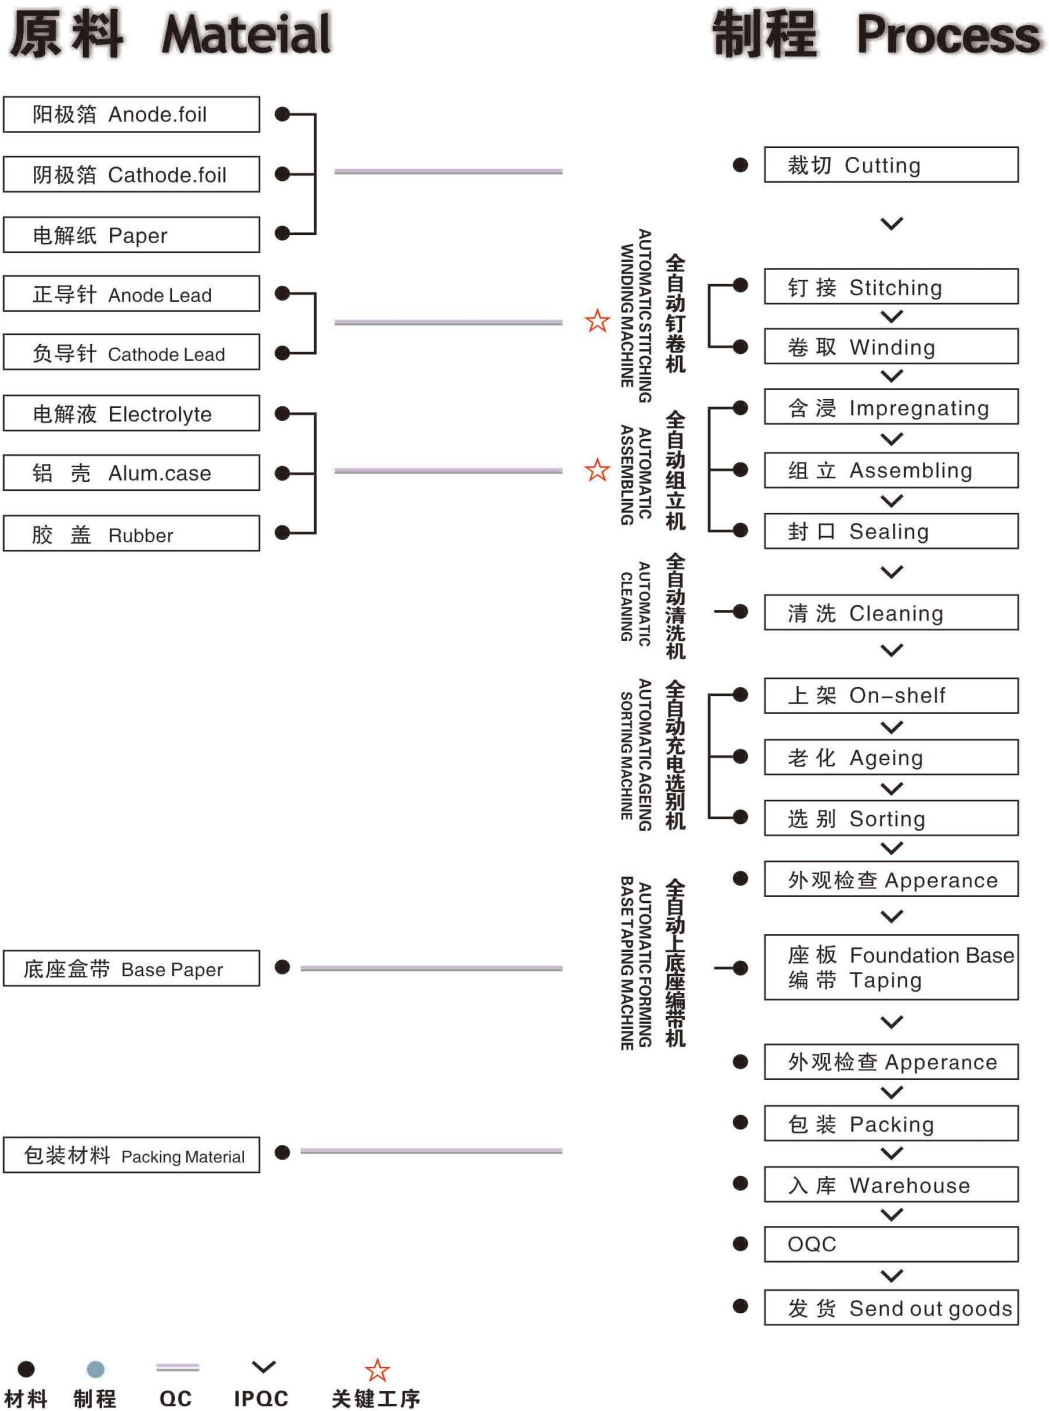 原料 Mateial
制程 Process
阳极箔 Anode.foil
阴极箔 Cathode.foil
电解纸 Paper
正导针 Anode Lead
负导针 Cathode Lead
电解液 Electrolyte
铝 壳 Alum.case
胶 盖 Rubber
底座盒带 Base Paper
包装材料 Packing Material
全自动钉卷机
AUTOMATIC STITCHING
WINDING MACHINE
全自动组立机
AUTOMATIC
ASSEMBLING
全自动清洗机
AUTOMATIC
CLEANING
全自动充电选别机
AUTOMATIC AGEING
SORTING MACHINE
全自动上底座编带机
AUTOMATIC FORMING
BASE TAPING MACHINE
裁切 Cutting
钉 接 Stitching
卷 取 Winding
含 浸 Impregnating
组 立 Assembling
封 口 Sealing
清 洗 Cleaning
上 架 On-shelf
老 化 Ageing
选 别 Sorting
外观检查 Apperance
座 板 Foundation Base
编 带 Taping
外观检查 Apperance
包 装 Packing
入 库 Warehouse
OQC
发 货 Send out goods
材料 制程 QC IPQC 关键工序